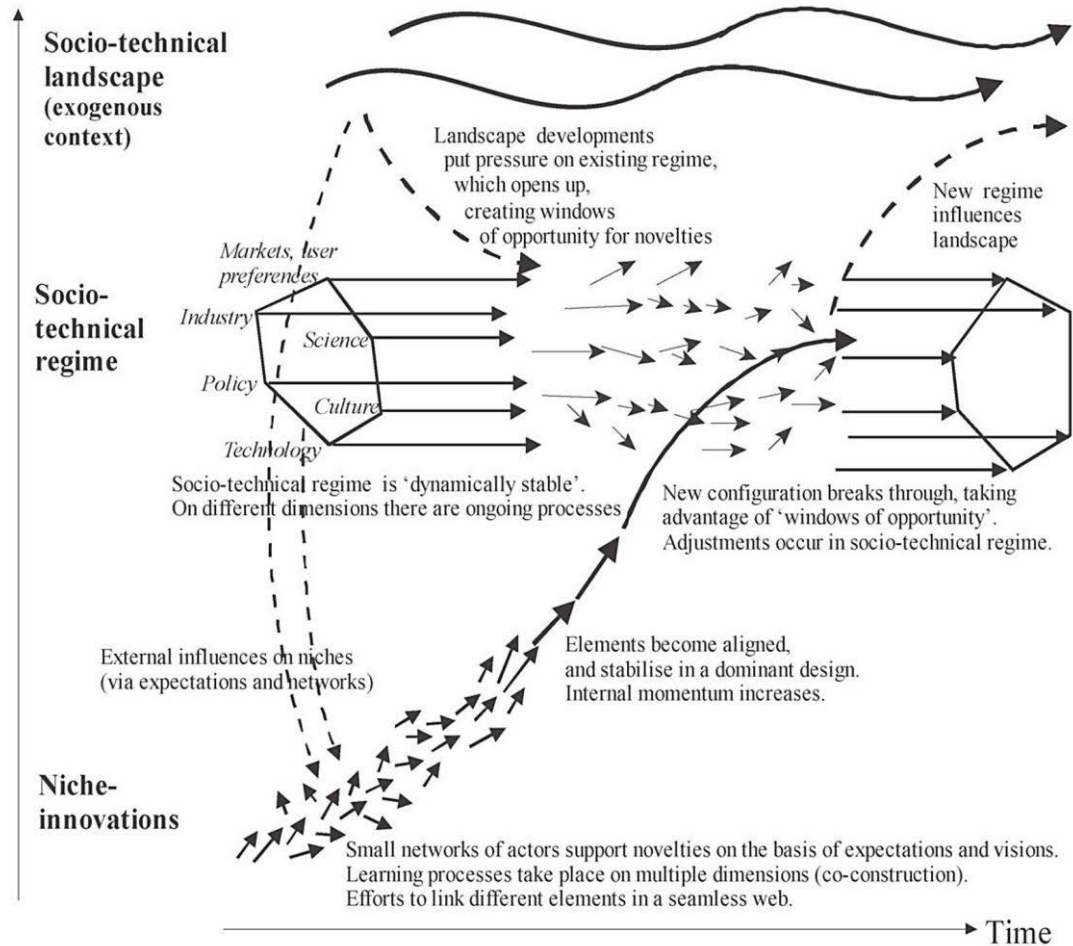 Socio-technical
landscape
(exogenous
context)
Landscape developments
put pressure on existing regime,
which opens up,
creating windows
of opportunity for novelties
New regime
influences
landscape
Markets, user
preferences
Socio-
technical
regime
Industry
Science
Policy
Culture
Technology
Socio-technical regime is ‘dynamically stable’.
On different dimensions there are ongoing processes
New configuration breaks through, taking
advantage of ‘windows of opportunity’.
Adjustments occur in socio-technical regime.
Elements become aligned,
and stabilise in a dominant design.
Internal momentum increases.
External influences on niches
(via expectations and networks)
Niche-
innovations
Small networks of actors support novelties on the basis of expectations and visions.
Learning processes take place on multiple dimensions (co-construction).
Efforts to link different elements in a seamless web.
Time